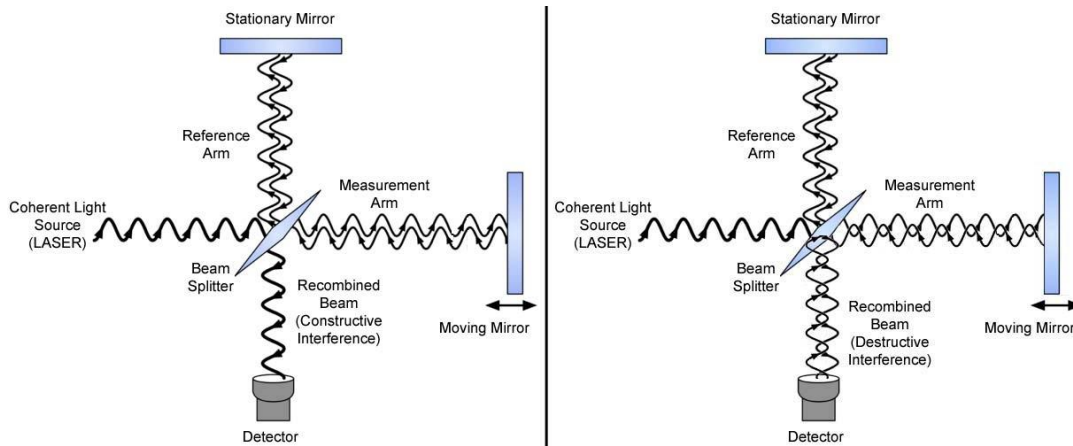 Stationary Mirror
Reference
Arm
Measurement
Arm
Coherent Light
Source
(LASER)
Beam
Splitter
Recombined
Beam
(Constructive
Interference)
Moving Mirror
Detector
Stationary Mirror
Reference
Arm
Measurement
Arm
Coherent Light
Source
(LASER)
Beam
Splitter
Recombined
Beam
(Destructive
Interference)
Moving Mirror
Detector